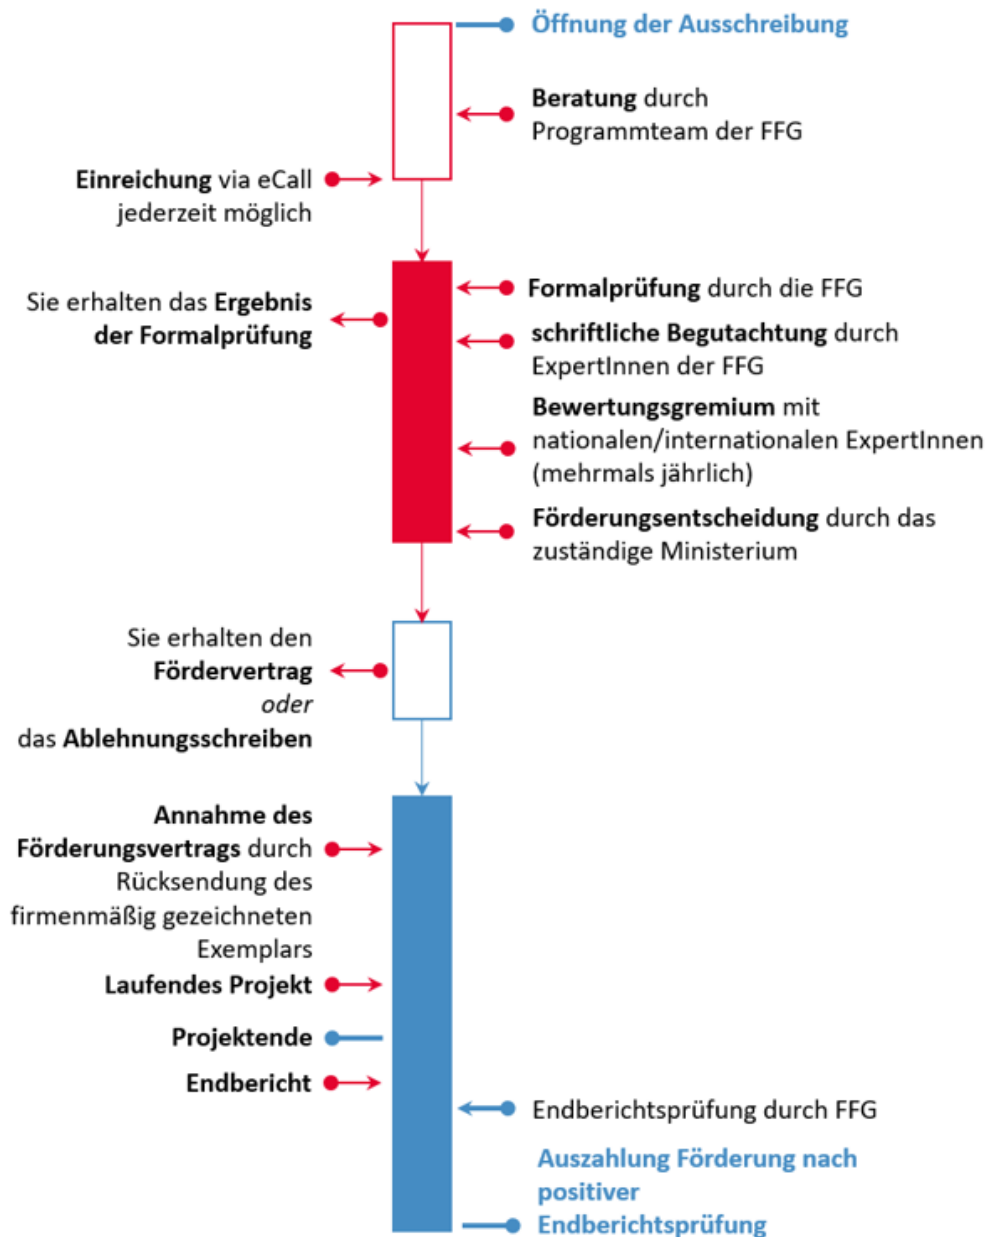 Öffnung der Ausschreibung
Beratung durch
Programmteam der FFG
Einreichung via eCall
jederzeit möglich
Formalprüfung durch die FFG
Sie erhalten das Ergebnis
der Formalprüfung
schriftliche Begutachtung durch
ExpertInnen der FFG
Bewertungsgremium mit
nationalen/internationalen ExpertInnen
(mehrmals jährlich)
Förderungsentscheidung durch das
zuständige Ministerium
Sie erhalten den
Fördervertrag
oder
das Ablehnungsschreiben
Annahme des
Förderungsvertrags durch
Rücksendung des
firmenmäßig gezeichneten
Exemplars
Laufendes Projekt
Projektende
Endbericht
Endberichtsprüfung durch FFG
Auszahlung Förderung nach
positiver
Endberichtsprüfung